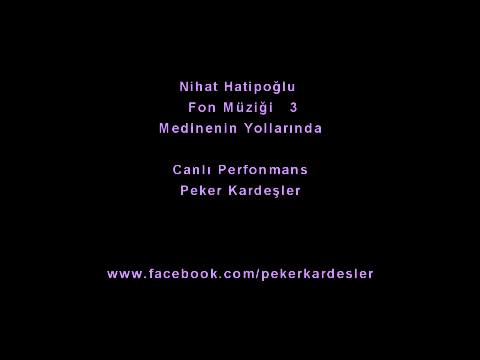 Nihat Hatipoğlu
Fon Müziği 3
Medinenin Yollarında
Canlı Perfonmans
Peker Kardeşler
www.facebook.com/pekerkardesler